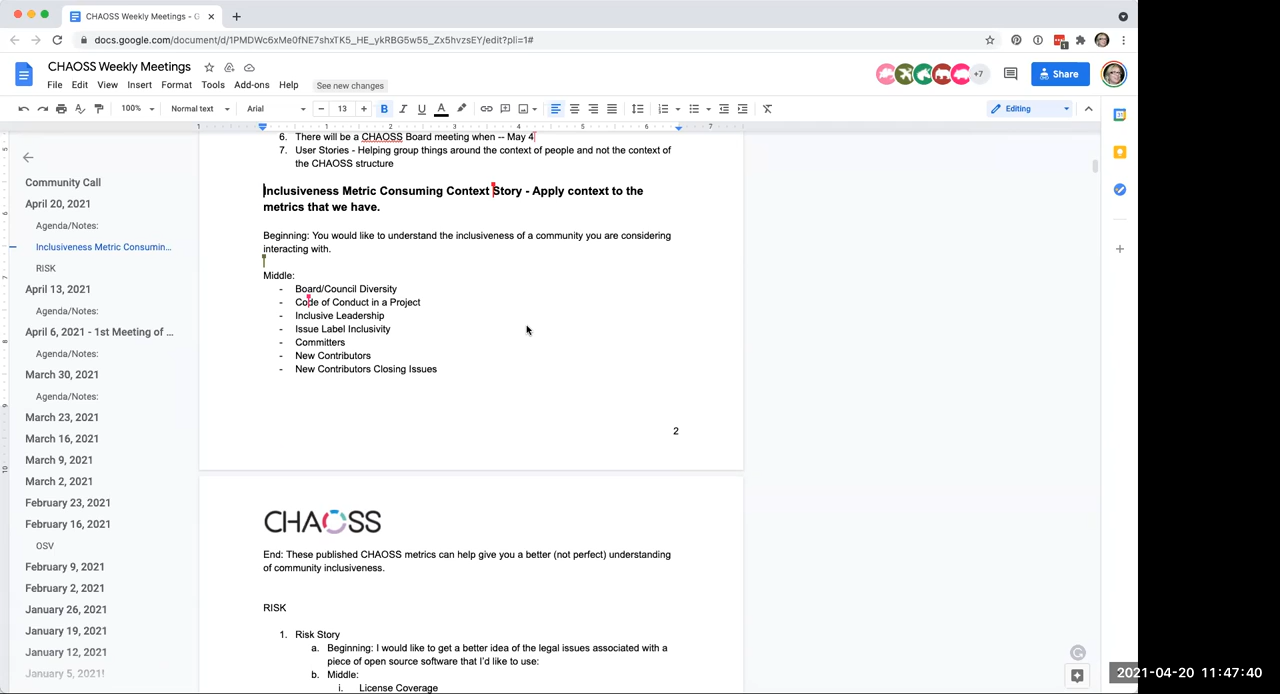 CHAOSS Weekly Meetings - G
docs.google.com/document/d/1PMDWc6xMe0fNE7shxTK5_HE_ykRBG5w55_Zx5hvzsEY/edit?pli=1#
1
CHAOSS Weekly Meetings
File Edit View Insert Format Tools Add-ons Help See new changes
+7
Share
100% Normal text Arial 13 B I U A
Editing
1 1 2 3 4 5 6 7
31
Community Call
April 20, 2021
Agenda/Notes:
Inclusiveness Metric Consumin...
RISK
April 13, 2021
Agenda/Notes:
April 6, 2021 - 1st Meeting of ...
Agenda/Notes:
March 30, 2021
Agenda/Notes:
March 23, 2021
March 16, 2021
March 9, 2021
March 2, 2021
February 23, 2021
February 16, 2021
OSV
February 9, 2021
February 2, 2021
January 26, 2021
January 19, 2021
January 12, 2021
January 5, 2021!
6. There will be a CHAOSS Board meeting when -- May 4
7. User Stories - Helping group things around the context of people and not the context of
the CHAOSS structure
Inclusiveness Metric Consuming Context Story - Apply context to the
metrics that we have.
Beginning: You would like to understand the inclusiveness of a community you are considering
interacting with.
Middle:
- Board/Council Diversity
- Code of Conduct in a Project
- Inclusive Leadership
- Issue Label Inclusivity
- Committers
- New Contributors
- New Contributors Closing Issues
2
CHAOSS
End: These published CHAOSS metrics can help give you a better (not perfect) understanding
of community inclusiveness.
RISK
1. Risk Story
a. Beginning: I would like to get a better idea of the legal issues associated with a
piece of open source software that I'd like to use:
b. Middle:
i. License Coverage
2021-04-20 11:47:40